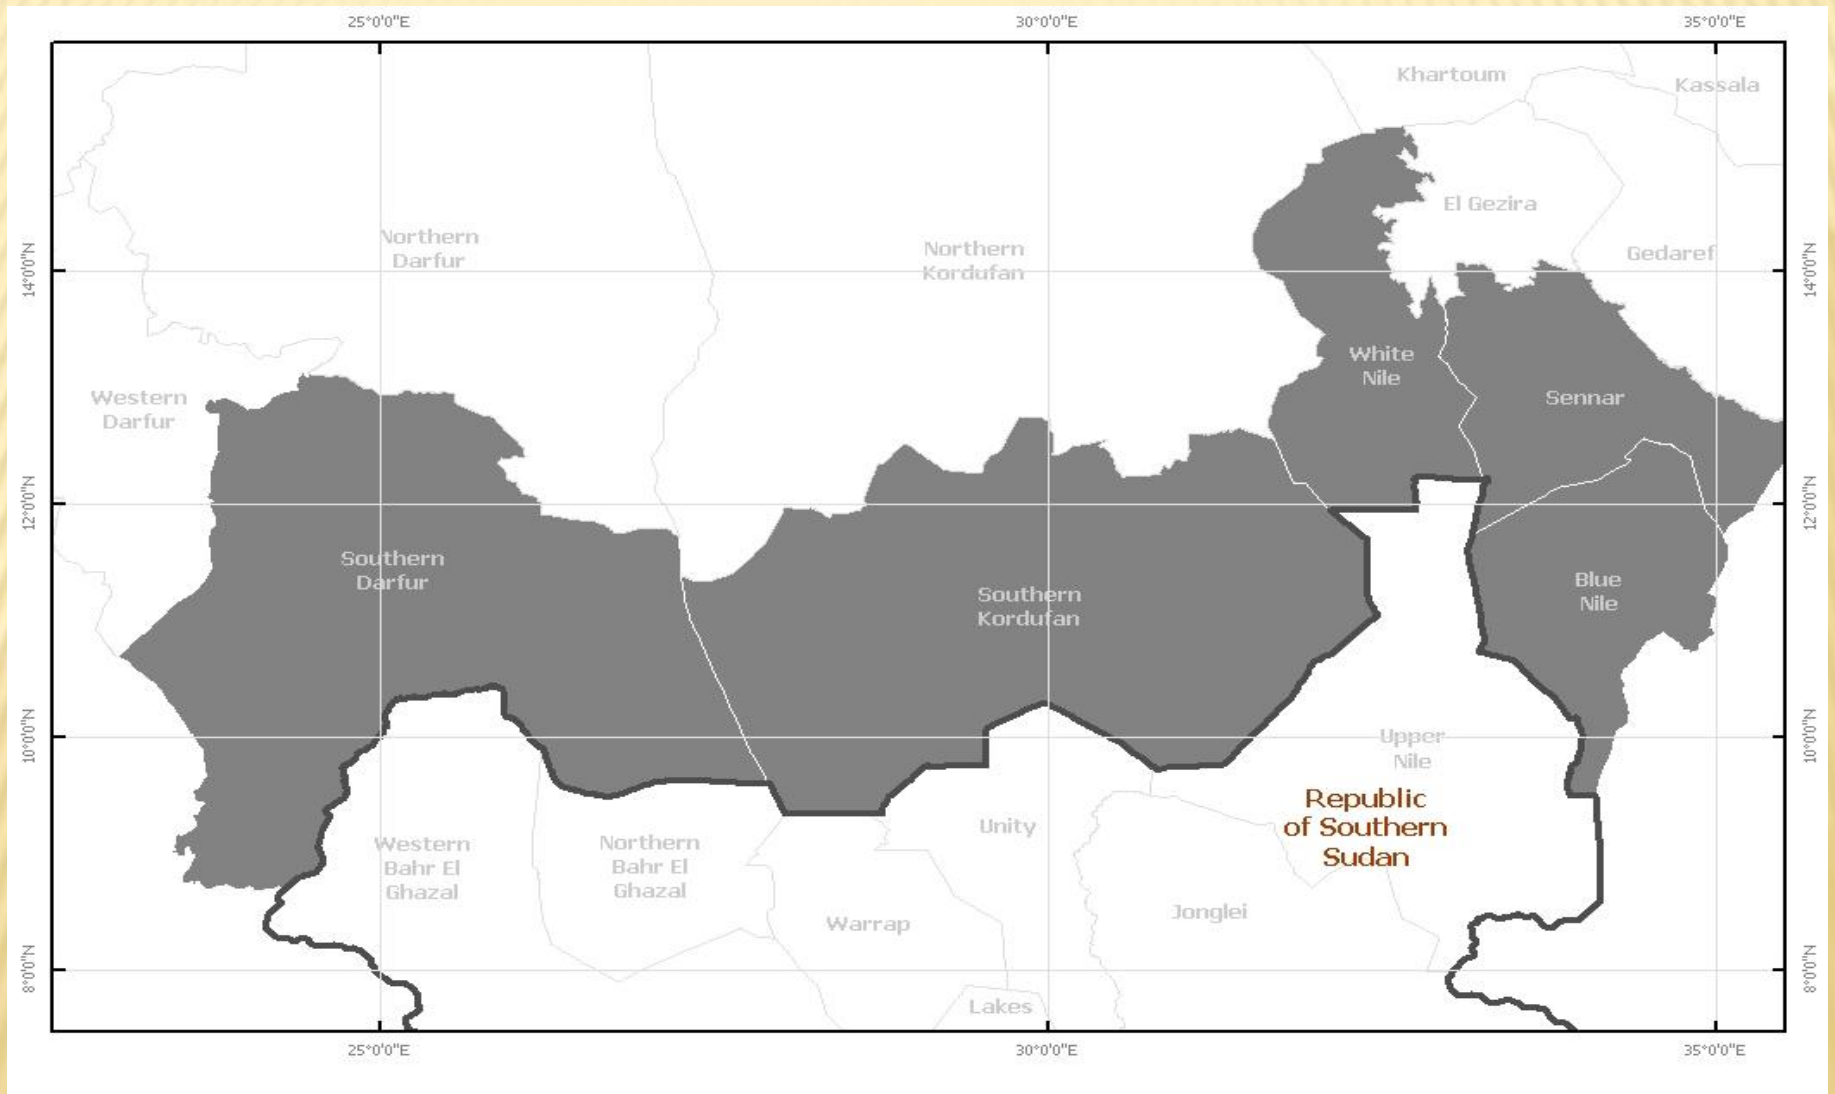 25°0'0"E
30°0'0"E
35°0'0"E
Khartoum
Kassala
El Gezira
Northern
Darfur
Northern
Kordufan
Gedaref
14°0'0"N
14°0'0"N
White
Nile
Sennar
Western
Darfur
12°0'0"N
12°0'0"N
Southern
Darfur
Southern
Kordufan
Blue
Nile
10°0'0"N
10°0'0"N
Upper
Nile
Republic
of Southern
Sudan
Unity
Western
Bahr El
Ghazal
Northern
Bahr El
Ghazal
Warrap
Jonglei
8°0'0"N
8°0'0"N
Lakes
25°0'0"E
30°0'0"E
35°0'0"E